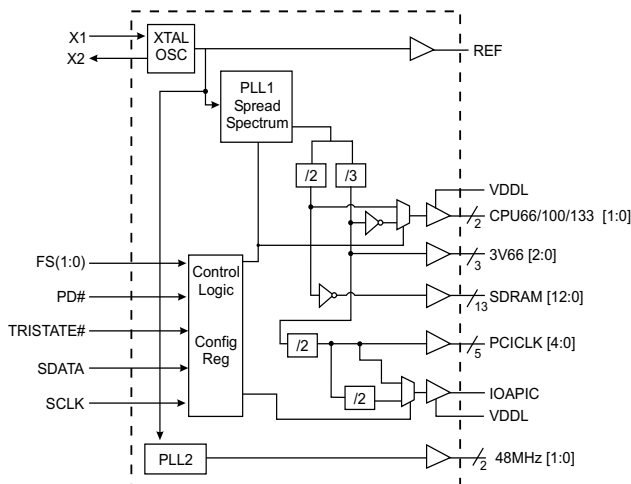 X1
X2
XTAL
OSC
REF
PLL1
Spread
Spectrum
/2
/3
VDDL
CPU66/100/133 [1:0]
2
3V66 [2:0]
3
FS(1:0)
PD#
TRISTATE#
SDATA
SCLK
Control
Logic
Config
Reg
SDRAM [12:0]
13
/2
PCICLK [4:0]
5
/2
IOAPIC
VDDL
PLL2
48MHz [1:0]
2